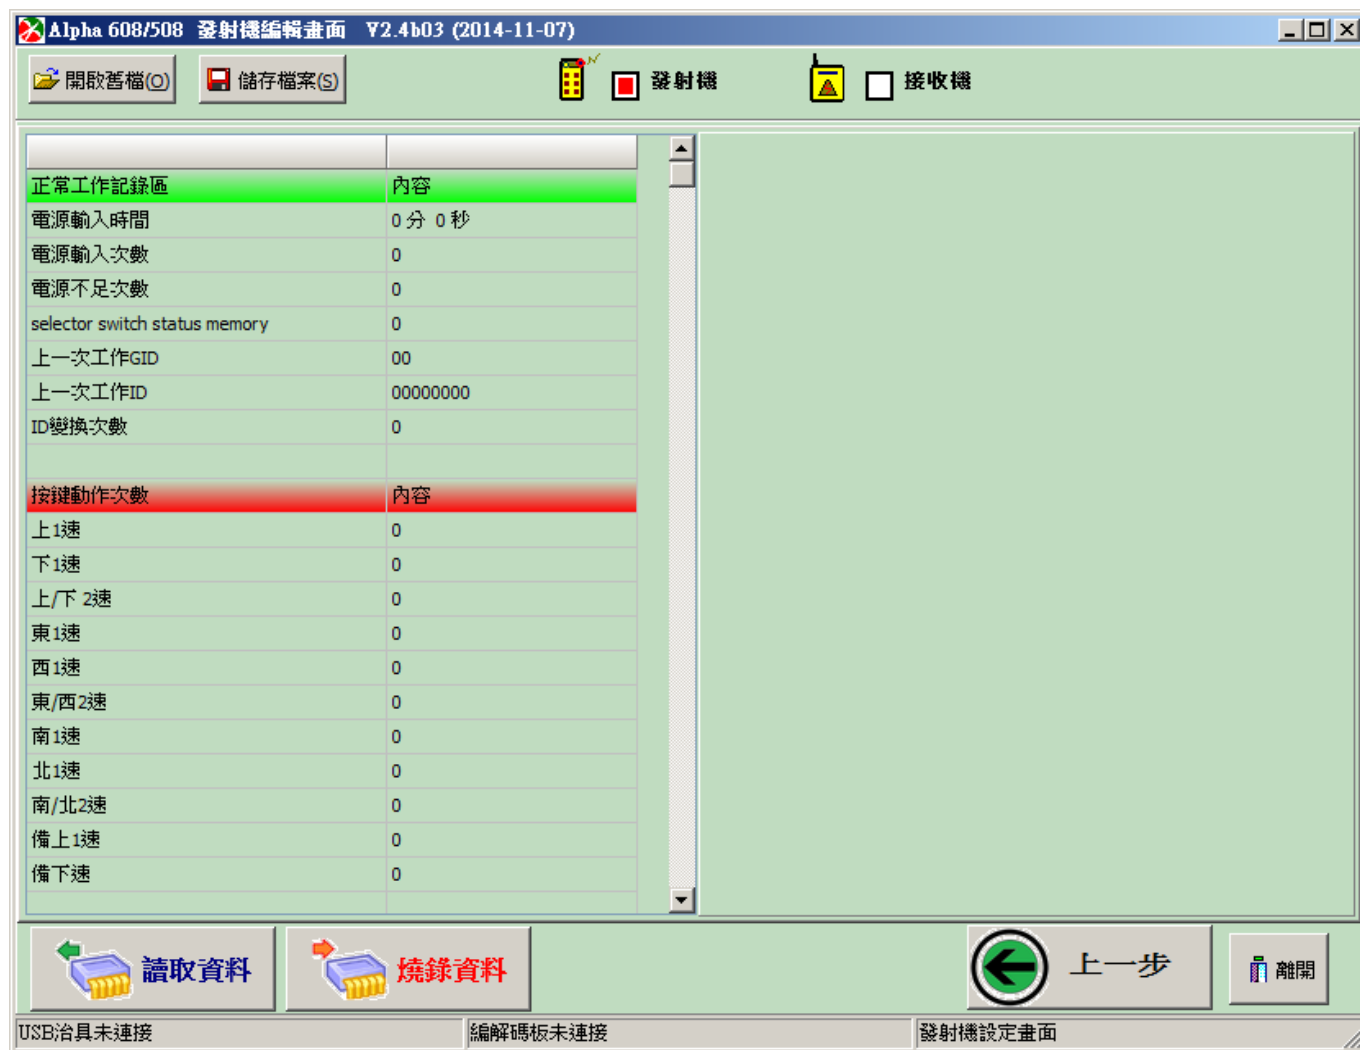 Alpha 608/508 發射機編輯畫面 V2.4b03 (2014-11-07)
開啟舊檔(O) 儲存檔案(S) 發射機 接收機
正常工作記錄區 內容
電源輸入時間 0 分 0 秒
電源輸入次數 0
電源不足次數 0
selector switch status memory 0
上一次工作GID 00
上一次工作ID 00000000
ID變換次數 0
按鍵動作次數 內容
上1速 0
下1速 0
上/下 2速 0
東1速 0
西1速 0
東/西2速 0
南1速 0
北1速 0
南/北2速 0
備上1速 0
備下速 0
讀取資料 燒錄資料 上一步 離開
USB治具未連接 編解碼板未連接 發射機設定畫面